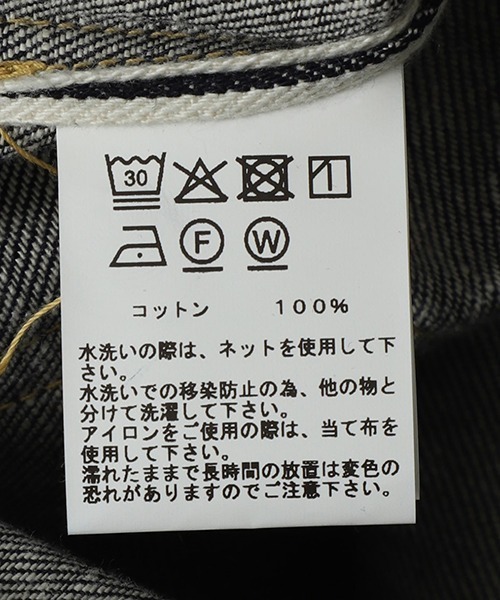 30
F W
コットン 100%
水洗いの際は、ネットを使用して下
さい。
水洗いでの移染防止の為、他の物と
分けて洗濯して下さい。
アイロンをご使用の際は、当て布を
使用して下さい。
濡れたままで長時間の放置は変色の
恐れがありますのでご注意下さい。